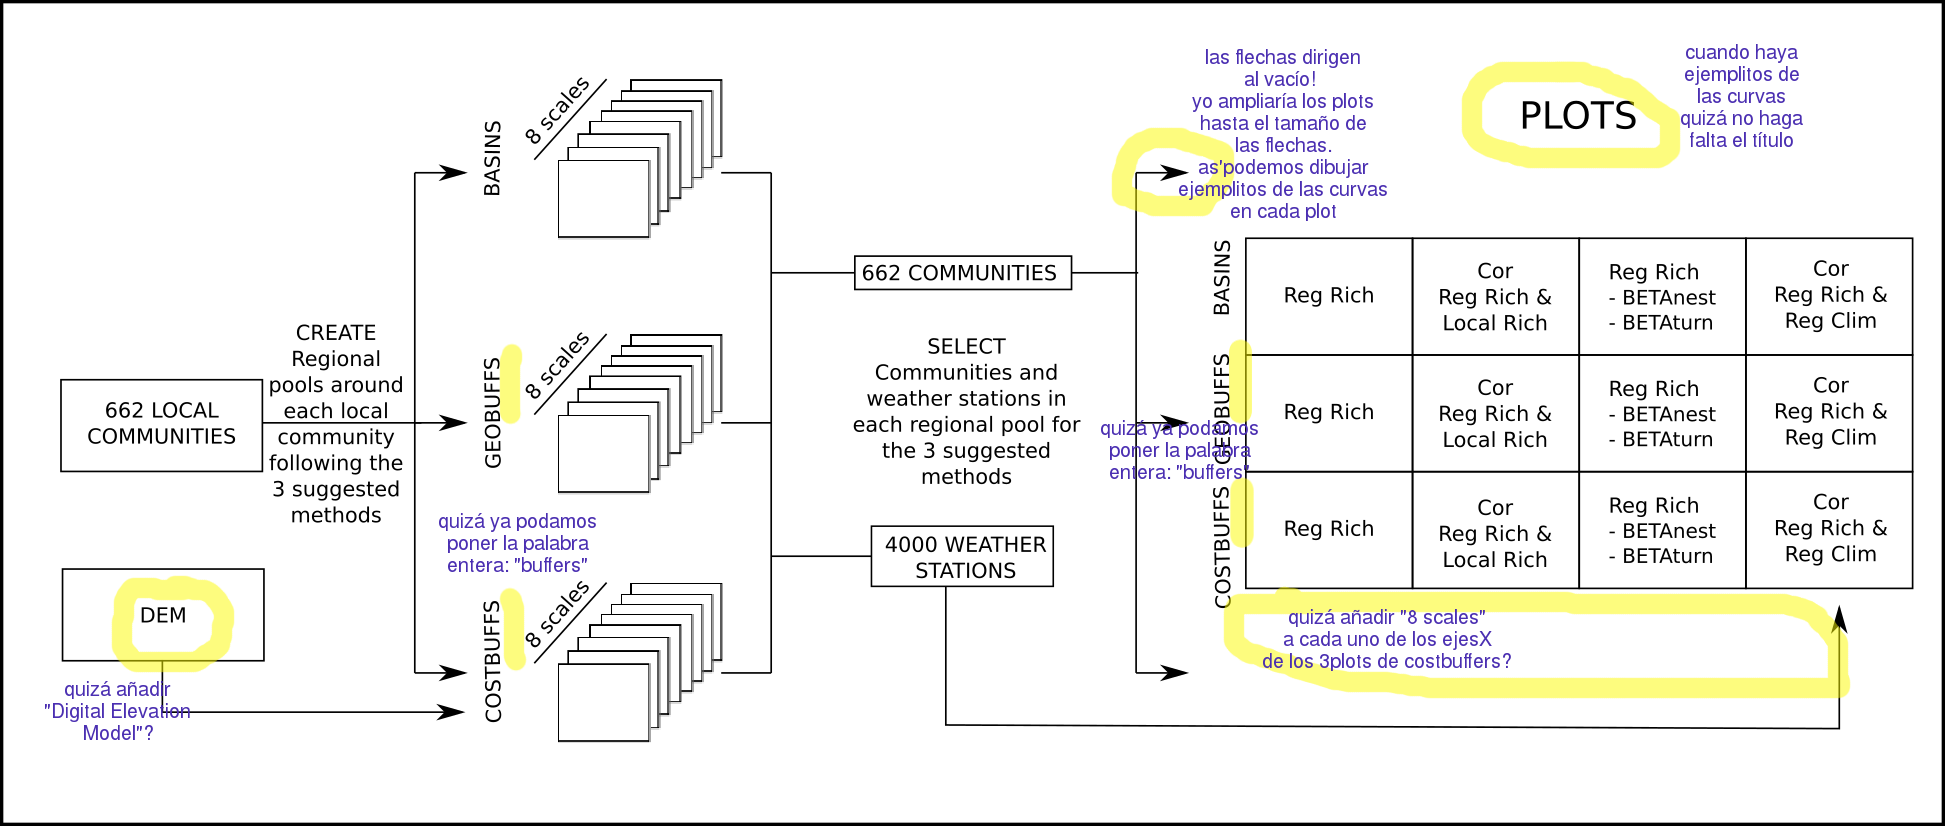 las flechas dirigen
al vacío!
yo ampliaría los plots
hasta el tamaño de
las flechas.
as'podemos dibujar
ejemplitos de las curvas
en cada plot
PLOTS
cuando haya
ejemplitos de
las curvas
quizá no haga
falta el título
BASINS
8 scales
GEOBUFFS
8 scales
COSTBUFFS
8 scales
662 LOCAL
COMMUNITIES
CREATE
Regional
pools around
each local
community
following the
3 suggested
methods
DEM
quizá añadir
"Digital Elevation
Model"?
quizá ya podamos
poner la palabra
entera: "buffers"
662 COMMUNITIES
SELECT
Communities and
weather stations in
each regional pool for
the 3 suggested
methods
4000 WEATHER
STATIONS
quizá ya podamos
poner la palabra
entera: "buffers"
BASINS
Reg Rich
Cor
Reg Rich &
Local Rich
Reg Rich
- BETAnest
- BETAturn
Cor
Reg Rich &
Reg Clim
GEOBUFFS
Reg Rich
Cor
Reg Rich &
Local Rich
Reg Rich
- BETAnest
- BETAturn
Cor
Reg Rich &
Reg Clim
COSTBUFFS
Reg Rich
Cor
Reg Rich &
Local Rich
Reg Rich
- BETAnest
- BETAturn
Cor
Reg Rich &
Reg Clim
quizá añadir "8 scales"
a cada uno de los ejesX
de los 3plots de costbuffers?